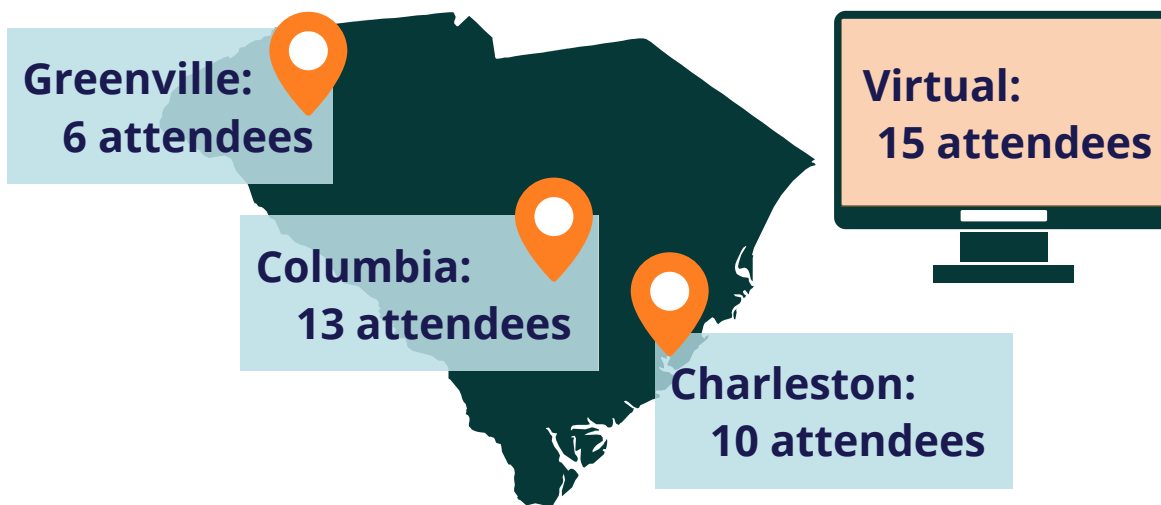 Greenville:
6 attendees
Virtual:
15 attendees
Columbia:
13 attendees
Charleston:
10 attendees